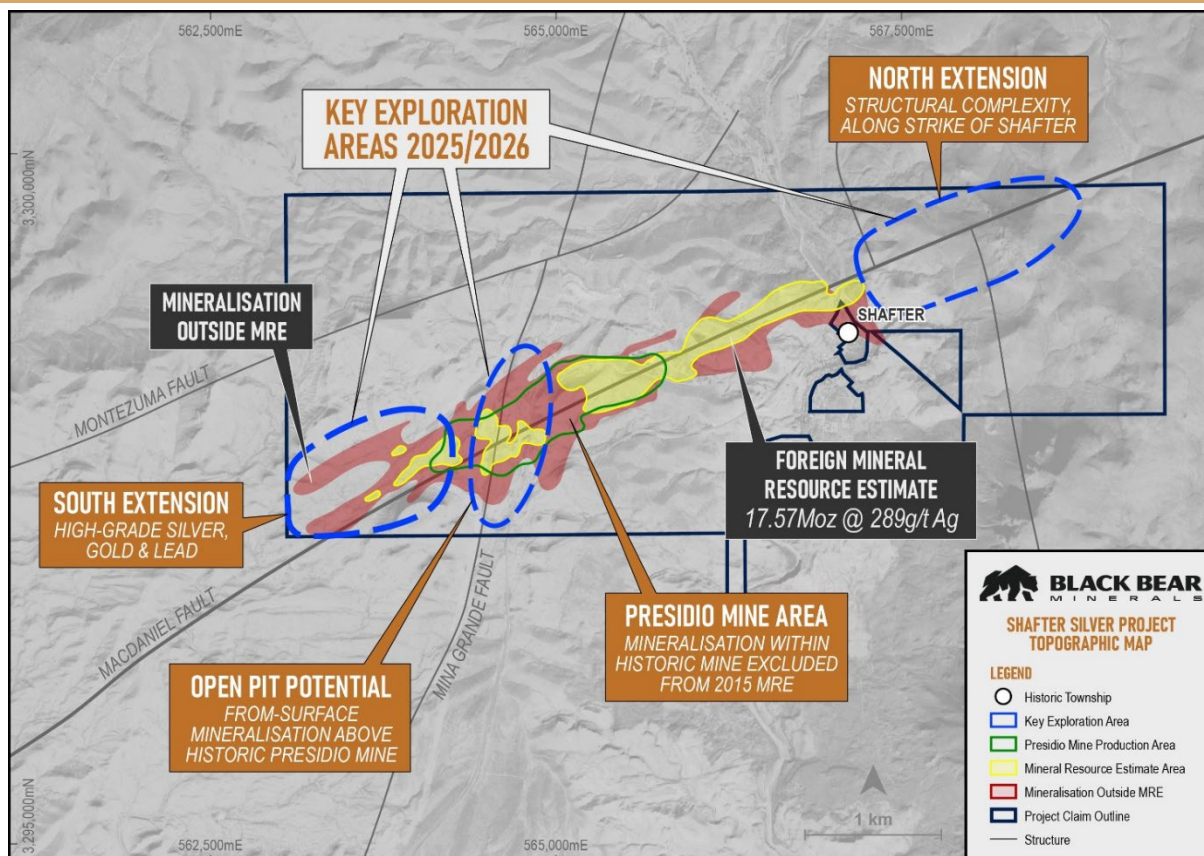 562,500mE
565,000mE
567,500mE
3,300,000mN
3,295,000mN
KEY EXPLORATION
AREAS 2025/2026
NORTH EXTENSION
STRUCTURAL COMPLEXITY,
ALONG STRIKE OF SHAFTER
MINERALISATION
OUTSIDE MRE
SHAFTER
MONTEZUMA FAULT
SOUTH EXTENSION
HIGH-GRADE SILVER,
GOLD & LEAD
FOREIGN MINERAL
RESOURCE ESTIMATE
17.57Moz @ 289g/t Ag
MACDANIEL FAULT
MINA GRANDE FAULT
PRESIDIO MINE AREA
MINERALISATION WITHIN
HISTORIC MINE EXCLUDED
FROM 2015 MRE
OPEN PIT POTENTIAL
FROM-SURFACE
MINERALISATION ABOVE
HISTORIC PRESIDIO MINE
1 km
562,500mE
565,000mE
BLACK BEAR
MINERALS
SHAFTER SILVER PROJECT
TOPOGRAPHIC MAP
LEGEND
Historic Township
Key Exploration Area
Presidio Mine Production Area
Mineral Resource Estimate Area
Mineralisation Outside MRE
Project Claim Outline
Structure